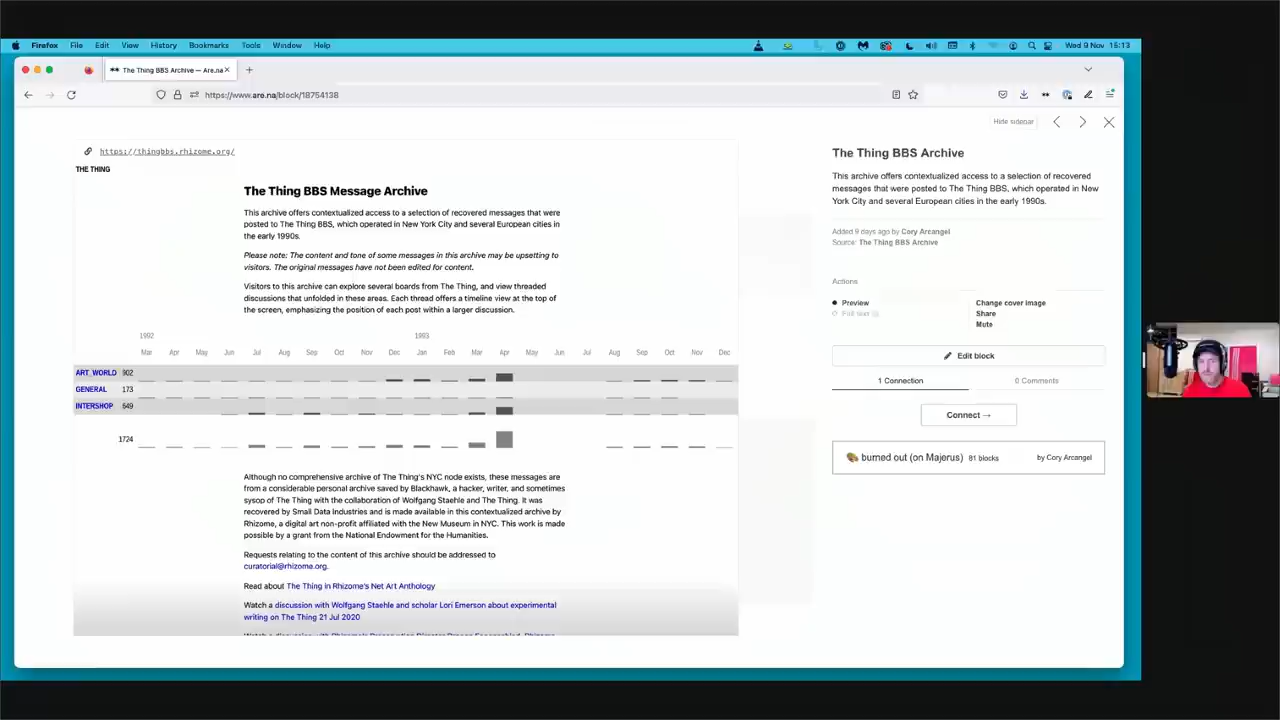 Firefox File Edit View History Bookmarks Tools Window Help
Wed 9 Nov 15:13
The Thing BBS Archive — Are.na
https://www.are.na/block/18754138
Hide sidebar
https://thingbbs.rhizome.org/
THE THING
The Thing BBS Message Archive
This archive offers contextualized access to a selection of recovered messages that were
posted to The Thing BBS, which operated in New York City and several European cities in
the early 1990s.
Please note: The content and tone of some messages in this archive may be upsetting to
visitors. The original messages have not been edited for content.
Visitors to this archive can explore several boards from The Thing, and view threaded
discussions that unfolded in these areas. Each thread offers a timeline view at the top of
the screen, emphasizing the position of each post within a larger discussion.
1992 1993
Mar Apr May Jun Jul Aug Sep Oct Nov Dec Jan Feb Mar Apr May Jun Jul Aug Sep Oct Nov Dec
ART_WORLD 902
GENERAL 173
INTERSHOP 649
1724
Although no comprehensive archive of The Thing's NYC node exists, these messages are
from a considerable personal archive saved by Blackhawk, a hacker, writer, and sometimes
sysop of The Thing with the collaboration of Wolfgang Staehle and The Thing. It was
recovered by Small Data Industries and is made available in this contextualized archive by
Rhizome, a digital art non-profit affiliated with the New Museum in NYC. This work is made
possible by a grant from the National Endowment for the Humanities.
Requests relating to the content of this archive should be addressed to
curatorial@rhizome.org.
Read about The Thing in Rhizome's Net Art Anthology
Watch a discussion with Wolfgang Staehle and scholar Lori Emerson about experimental
writing on The Thing 21 Jul 2020
The Thing BBS Archive
This archive offers contextualized access to a selection of recovered
messages that were posted to The Thing BBS, which operated in New
York City and several European cities in the early 1990s.
Added 9 days ago by Cory Arcangel
Source: The Thing BBS Archive
Actions
Preview
Full text
Change cover image
Share
Mute
Edit block
1 Connection
0 Comments
Connect →
burned out (on Majerus) 81 blocks by Cory Arcangel